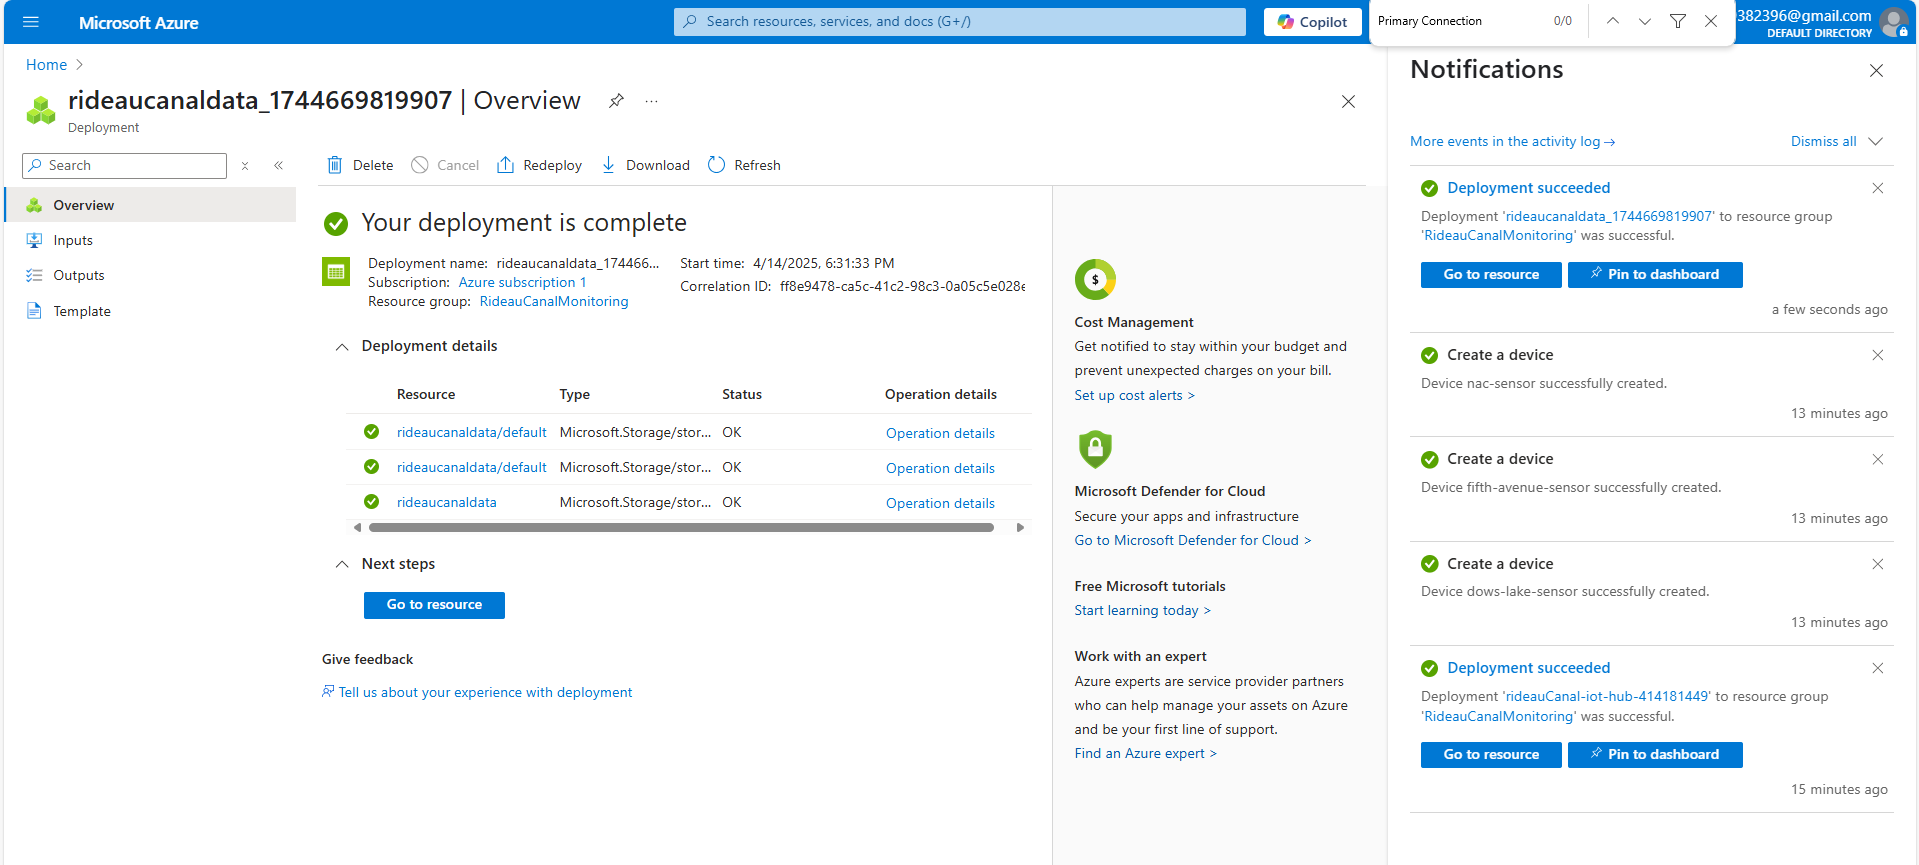 Microsoft Azure
Search resources, services, and docs (G+/)
Copilot
Primary Connection
0/0
382396@gmail.com
DEFAULT DIRECTORY
Home
rideaucanaldata_1744669819907 | Overview
...
Deployment
Search
Delete
Cancel
Redeploy
Download
Refresh
Overview
Inputs
Outputs
Template
Your deployment is complete
Deployment name: rideaucanaldata_174466...
Subscription: Azure subscription 1
Resource group: RideauCanalMonitoring
Start time: 4/14/2025, 6:31:33 PM
Correlation ID: ff8e9478-ca5c-41c2-98c3-0a05c5e028e
Deployment details
Resource Type Status Operation details
rideaucanaldata/default Microsoft.Storage/stor... OK Operation details
rideaucanaldata/default Microsoft.Storage/stor... OK Operation details
rideaucanaldata Microsoft.Storage/stor... OK Operation details
Next steps
Go to resource
Give feedback
Tell us about your experience with deployment
$
Cost Management
Get notified to stay within your budget and
prevent unexpected charges on your bill.
Set up cost alerts >
Microsoft Defender for Cloud
Secure your apps and infrastructure
Go to Microsoft Defender for Cloud >
Free Microsoft tutorials
Start learning today >
Work with an expert
Azure experts are service provider partners
who can help manage your assets on Azure
and be your first line of support.
Find an Azure expert >
Notifications
More events in the activity log →
Dismiss all
Deployment succeeded
Deployment 'rideaucanaldata_1744669819907' to resource group
'RideauCanalMonitoring' was successful.
Go to resource
Pin to dashboard
a few seconds ago
Create a device
Device nac-sensor successfully created.
13 minutes ago
Create a device
Device fifth-avenue-sensor successfully created.
13 minutes ago
Create a device
Device dows-lake-sensor successfully created.
13 minutes ago
Deployment succeeded
Deployment 'rideauCanal-iot-hub-414181449' to resource group
'RideauCanalMonitoring' was successful.
Go to resource
Pin to dashboard
15 minutes ago